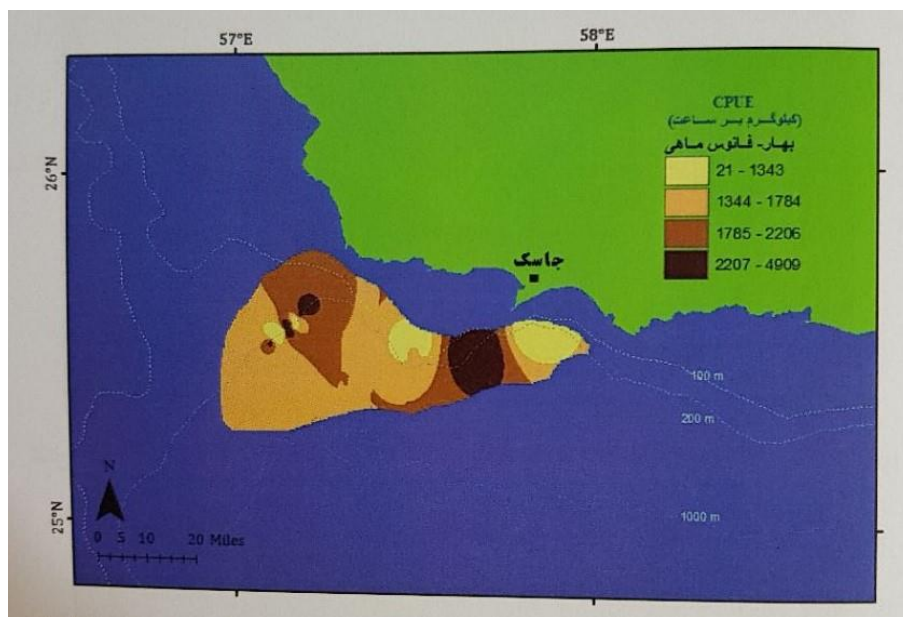 57°E
58°E
CPUE
(کیلوگرم بر ساعت)
بهار- فانوس ماهی
21 - 1343
1344 - 1784
1785 - 2206
2207 - 4909
26°N
جاسک
100 m
200 m
1000 m
25°N
N
0 5 10 20 Miles